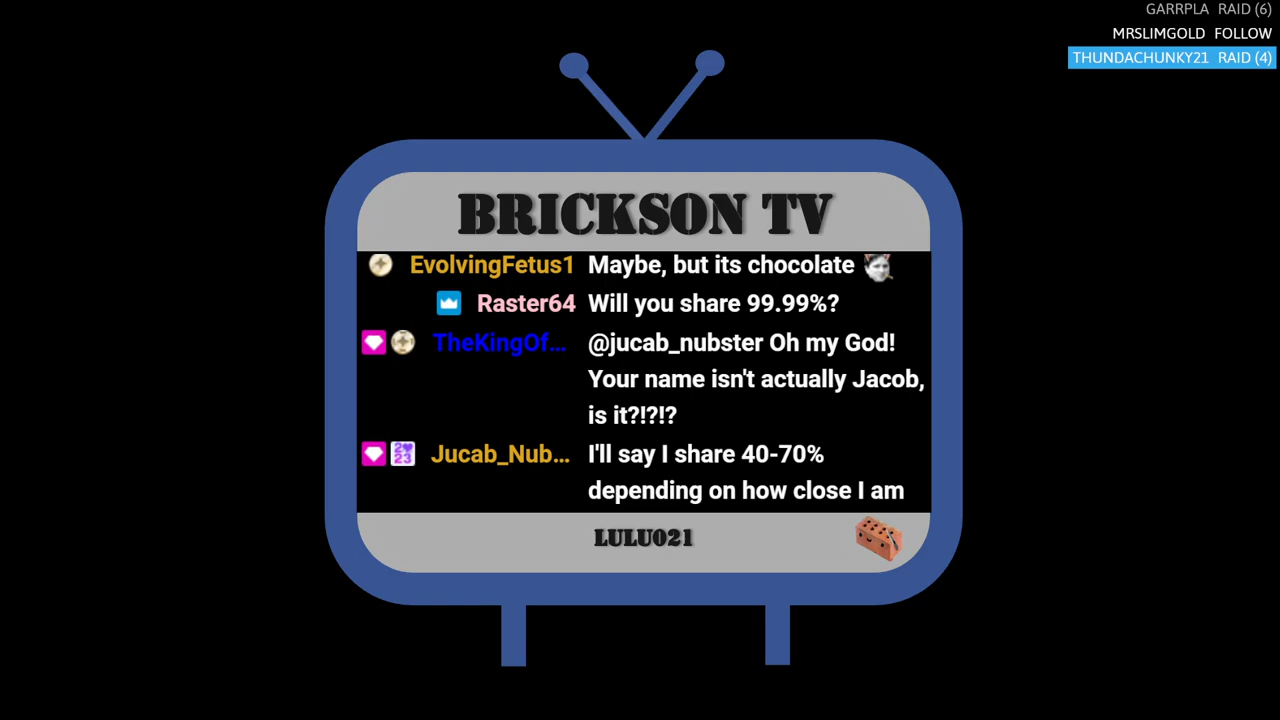 GARRPLA RAID (6)
MRSLIMGOLD FOLLOW
THUNDACHUNKY21 RAID (4)
BRICKSON TV
EvolvingFetus1 Maybe, but its chocolate
Raster64 Will you share 99.99%?
TheKingOf... @jucab_nubster Oh my God!
Your name isn't actually Jacob,
is it?!?!?
2023 Jucab_Nub... I'll say I share 40-70%
depending on how close I am
LULU021